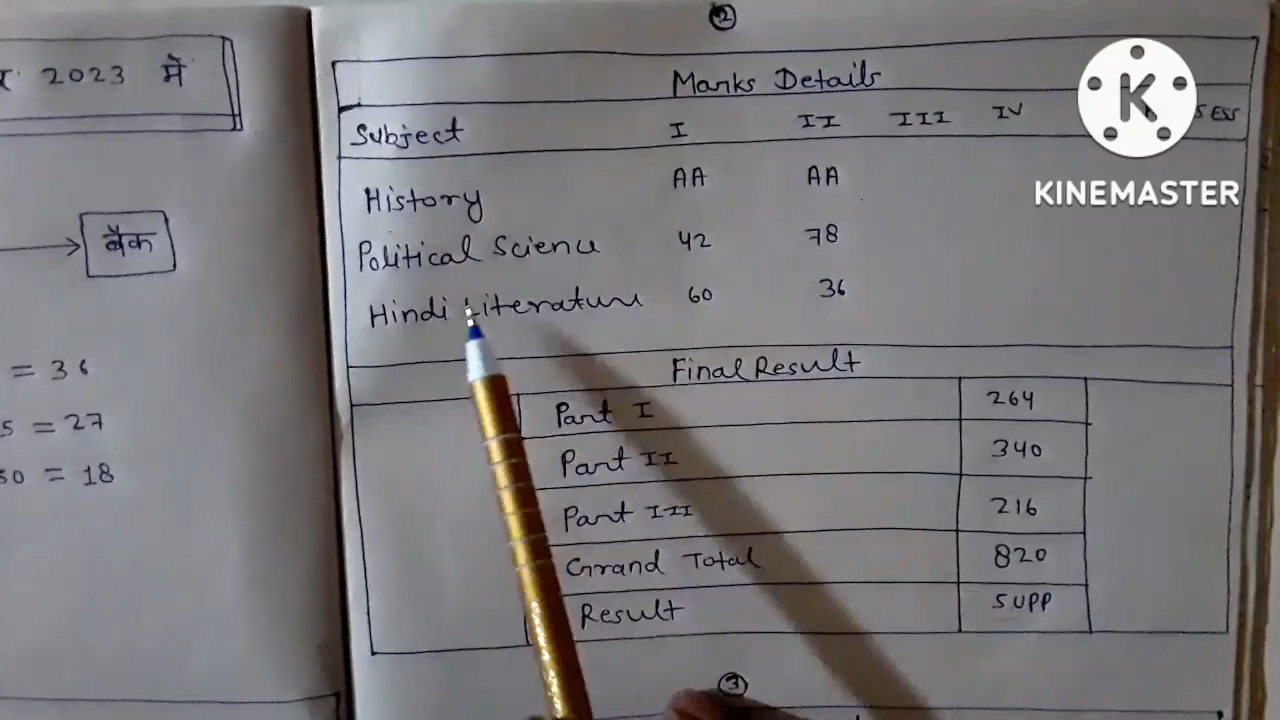 2023 में
बैंक
= 36
5 = 27
50 = 18
2
Marks Details
Subject I II III IV SESS
History AA AA
Political Science 42 78
Hindi Literature 60 36
Final Result
Part I 264
Part II 340
Part III 216
Grand Total 820
Result SUPP
3
K
KINEMASTER